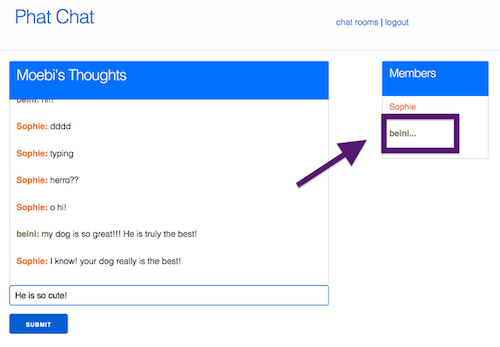 Phat Chat
chat rooms | logout
Moebi's Thoughts
beini: hi!!
Sophie: dddd
Sophie: typing
Sophie: herro??
Sophie: o hi!
beini: my dog is so great!!! He is truly the best!
Sophie: I know! your dog really is the best!
He is so cute!
SUBMIT
Members
Sophie
beini...